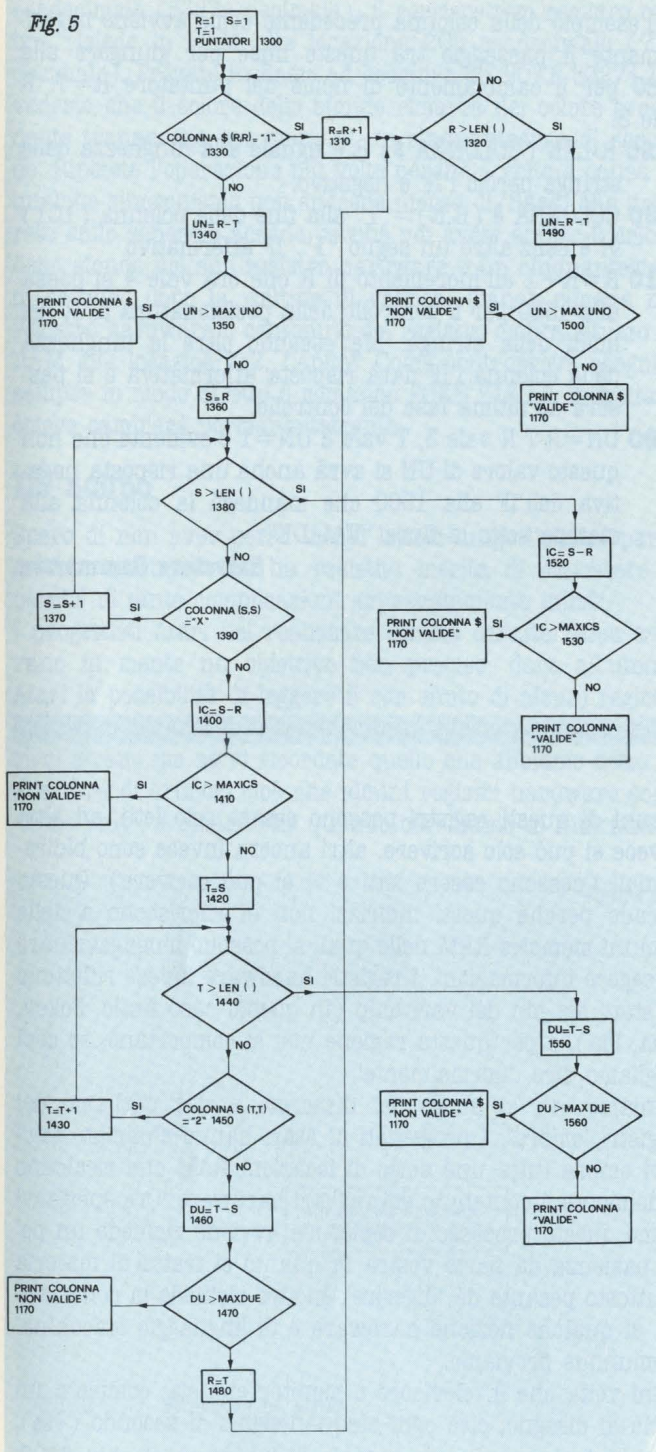 Fig. 5
R=1 S=1
T=1
PUNTATORI 1300
COLONNA $ (R,R), "1"
1330
SI
R=R+1
1310
R >LEN ( )
1320
SI
NO
NO
UN=R-T
1340
UN=R-T
1490
PRINT COLONNA $
"NON VALIDE"
1170
SI
UN > MAX UNO
1350
PRINT COLONNA $
"NON VALIDE"
1170
SI
UN > MAX UNO
1500
NO
NO
S=R
1360
PRINT COLONNA $
"VALIDE"
1170
S >LEN ( )
1380
SI
NO
IC=S-R
1520
S=S+1
1370
SI
COLONNA (S,S)
="X"
1390
PRINT COLONNA $
"NON VALIDE"
1170
SI
IC >MAXICS
1530
NO
NO
IC=S-R
1400
PRINT COLONNA
"VALIDE"
1170
PRINT COLONNA
"NON VALIDE"
1170
SI
IC > MAXICS
1410
NO
T=S
1420
T >LEN ( )
1440
SI
NO
DU=T-S
1550
T=T+1
1430
SI
COLONNA S (T,T)
="2" 1450
PRINT COLONNA $
"NON VALIDE"
1170
SI
DU >MAX DUE
1560
NO
NO
DU=T-S
1460
PRINT COLONNA $
"VALIDE"
1170
PRINT COLONNA $
"NON VALIDE"
1170
SI
DU > MAXDUE
1470
NO
R=T
1480